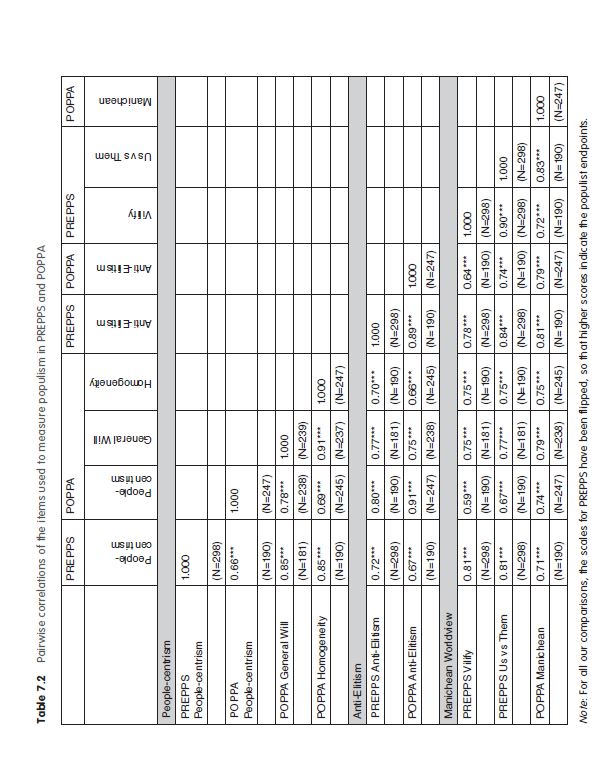 Table 7.2 Pairwise correlations of the items used to measure populism in PREPPS and POPPA
PREPPS POPPA PREPPS POPPA PREPPS POPPA
People-centrism People-centrism General Will Homogeneity Anti-Elitism Anti-Elitism Vilify Us vs Them Manichean
People-centrism
PREPPS
People-centrism 1.000
(N=298)
POPPA
People-centrism 0.66*** 1.000
(N=190) (N=247)
POPPA General Will 0.85*** 0.78*** 1.000
(N=181) (N=238) (N=239)
POPPA Homogeneity 0.85*** 0.69*** 0.91*** 1.000
(N=190) (N=245) (N=237) (N=247)
Anti-Elitism
PREPPS Anti-Elitism 0.72*** 0.80*** 0.77*** 0.70*** 1.000
(N=298) (N=190) (N=181) (N=190) (N=298)
POPPA Anti-Elitism 0.67*** 0.91*** 0.75*** 0.66*** 0.89*** 1.000
(N=190) (N=247) (N=238) (N=245) (N=190) (N=247)
Manichean Worldview
PREPPS Vilify 0.81*** 0.59*** 0.75*** 0.75*** 0.78*** 0.64*** 1.000
(N=298) (N=190) (N=181) (N=190) (N=298) (N=190) (N=298)
PREPPS Us vs Them 0.81*** 0.67*** 0.77*** 0.75*** 0.84*** 0.74*** 0.90*** 1.000
(N=298) (N=190) (N=181) (N=190) (N=298) (N=190) (N=298) (N=298)
POPPA Manichean 0.71*** 0.74*** 0.79*** 0.75*** 0.81*** 0.79*** 0.72*** 0.83*** 1.000
(N=190) (N=247) (N=238) (N=245) (N=190) (N=247) (N=190) (N=190) (N=247)
Note: For all our comparisons, the scales for PREPPS have been flipped, so that higher scores indicate the populist endpoints.